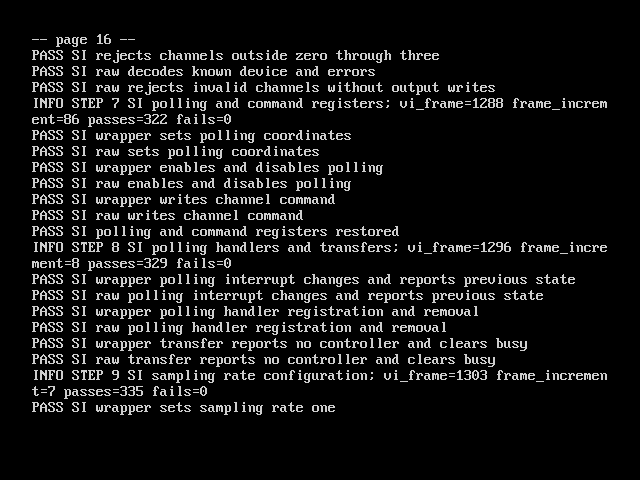 -- page 16 --
PASS SI rejects channels outside zero through three
PASS SI raw decodes known device and errors
PASS SI raw rejects invalid channels without output writes
INFO STEP 7 SI polling and command registers; vi_frame=1288 frame_increm
ent=86 passes=322 fails=0
PASS SI wrapper sets polling coordinates
PASS SI raw sets polling coordinates
PASS SI wrapper enables and disables polling
PASS SI raw enables and disables polling
PASS SI wrapper writes channel command
PASS SI raw writes channel command
PASS SI polling and command registers restored
INFO STEP 8 SI polling handlers and transfers; vi_frame=1296 frame_incre
ment=8 passes=329 fails=0
PASS SI wrapper polling interrupt changes and reports previous state
PASS SI raw polling interrupt changes and reports previous state
PASS SI wrapper polling handler registration and removal
PASS SI raw polling handler registration and removal
PASS SI wrapper transfer reports no controller and clears busy
PASS SI raw transfer reports no controller and clears busy
INFO STEP 9 SI sampling rate configuration; vi_frame=1303 frame_incremen
t=7 passes=335 fails=0
PASS SI wrapper sets sampling rate one